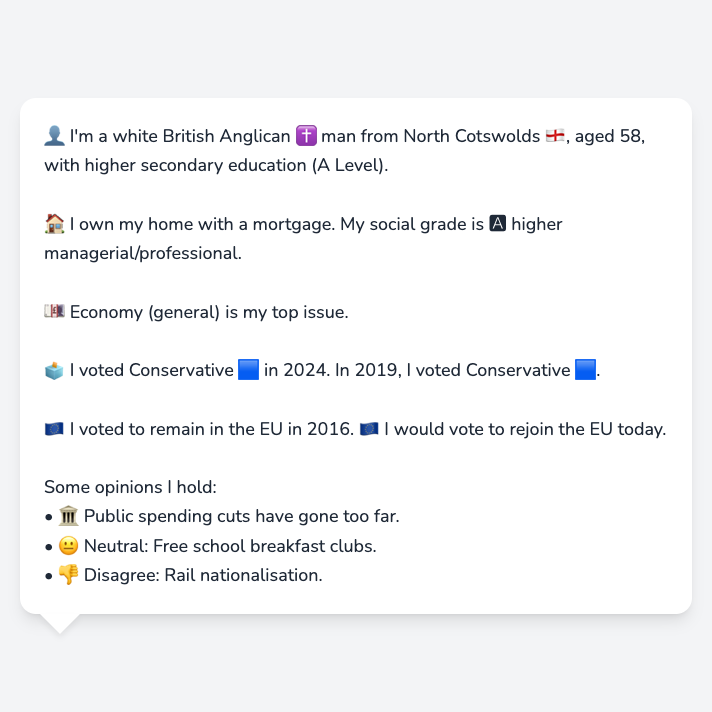 👤 I'm a white British Anglican ✝️ man from North Cotswolds 🏴󠁧󠁢󠁥󠁮󠁧󠁿, aged 58,
with higher secondary education (A Level).
🏠 I own my home with a mortgage. My social grade is 🅰 higher
managerial/professional.
💷 Economy (general) is my top issue.
🗳️ I voted Conservative 🟦 in 2024. In 2019, I voted Conservative 🟦.
🇪🇺 I voted to remain in the EU in 2016. 🇪🇺 I would vote to rejoin the EU today.
Some opinions I hold:
• 🏛️ Public spending cuts have gone too far.
• 😐 Neutral: Free school breakfast clubs.
• 👎 Disagree: Rail nationalisation.